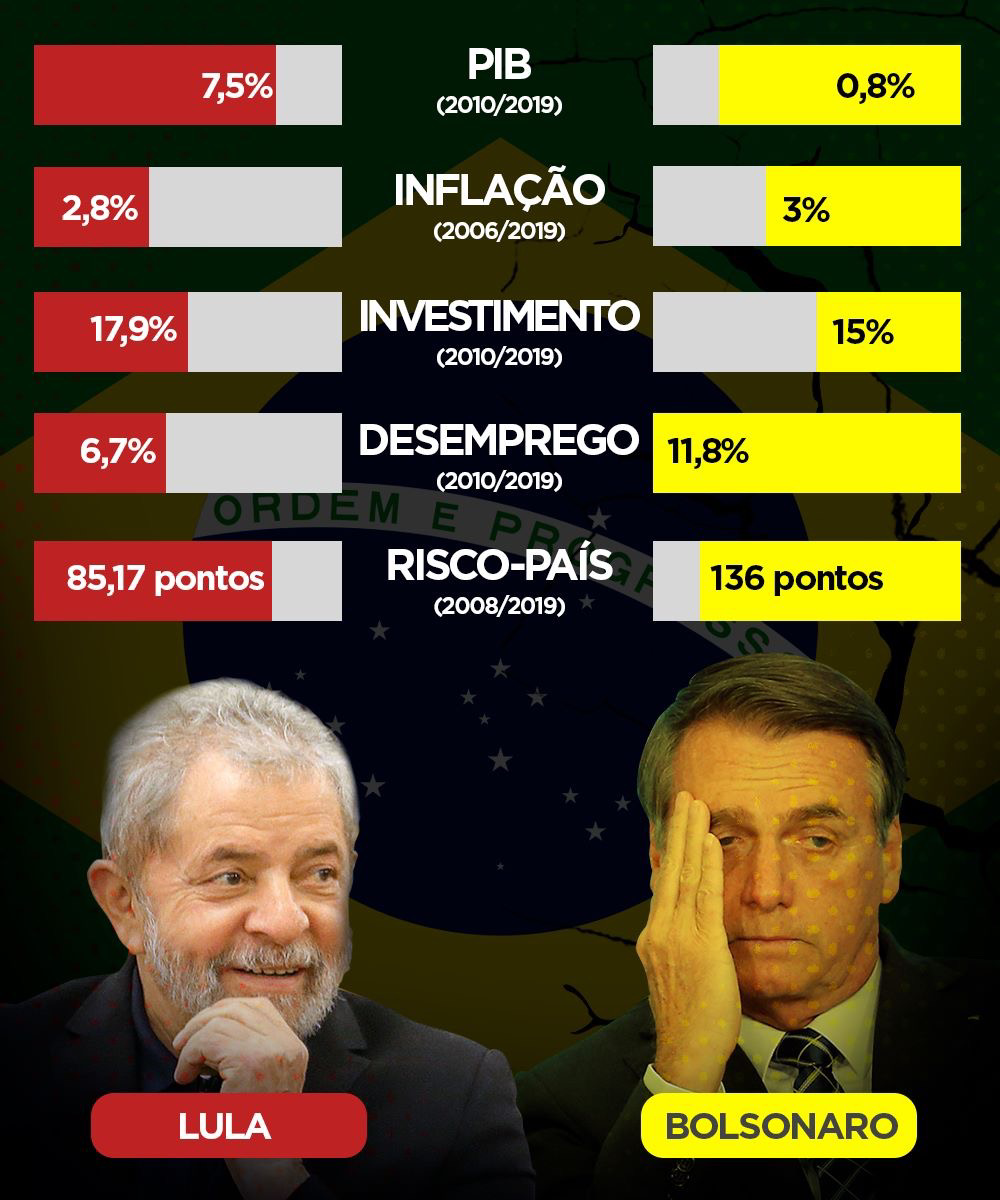 7,5%
PIB
(2010/2019)
0,8%
2,8%
INFLAÇÃO
(2006/2019)
3%
17,9%
INVESTIMENTO
(2010/2019)
15%
6,7%
DESEMPREGO
(2010/2019)
11,8%
ORDEM E PROGRESSO
85,17 pontos
RISCO-PAÍS
(2008/2019)
136 pontos
LULA
BOLSONARO